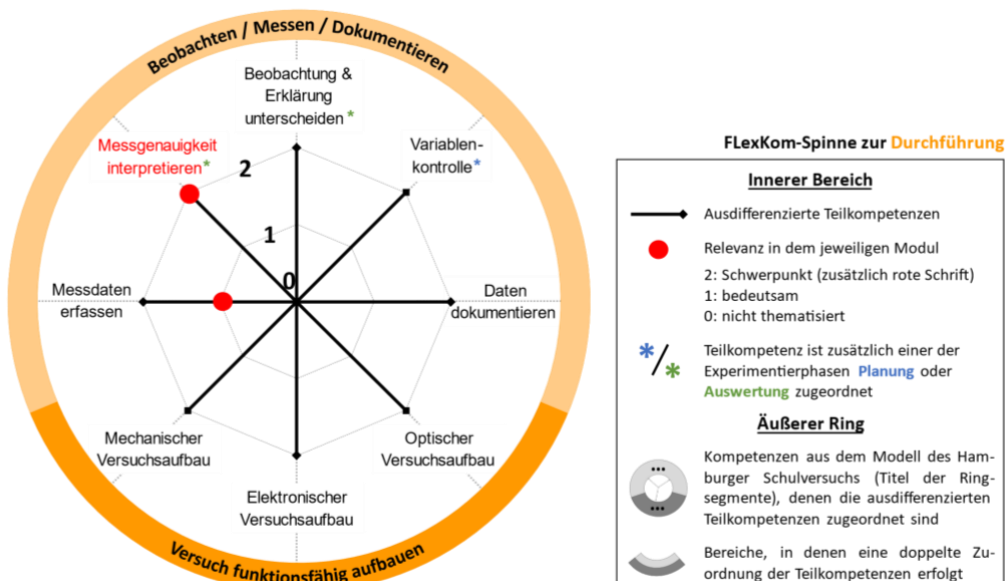 Beobachten / Messen / Dokumentieren
Beobachtung &
Erklärung
unterscheiden *
Messgenauigkeit
interpretieren*
Variablen-
kontrolle*
2
1
0
Messdaten
erfassen
Daten
dokumentieren
Mechanischer
Versuchsaufbau
Optischer
Versuchsaufbau
Elektronischer
Versuchsaufbau
Versuch funktionsfähig aufbauen
FLexKom-Spinne zur Durchführung
Innerer Bereich
Ausdifferenzierte Teilkompetenzen
Relevanz in dem jeweiligen Modul
2: Schwerpunkt (zusätzlich rote Schrift)
1: bedeutsam
0: nicht thematisiert
*/* Teilkompetenz ist zusätzlich einer der
Experimentierphasen Planung oder
Auswertung zugeordnet
Äußerer Ring
Kompetenzen aus dem Modell des Ham-
burger Schulversuchs (Titel der Ring-
segmente), denen die ausdifferenzierten
Teilkompetenzen zugeordnet sind
Bereiche, in denen eine doppelte Zu-
ordnung der Teilkompetenzen erfolgt